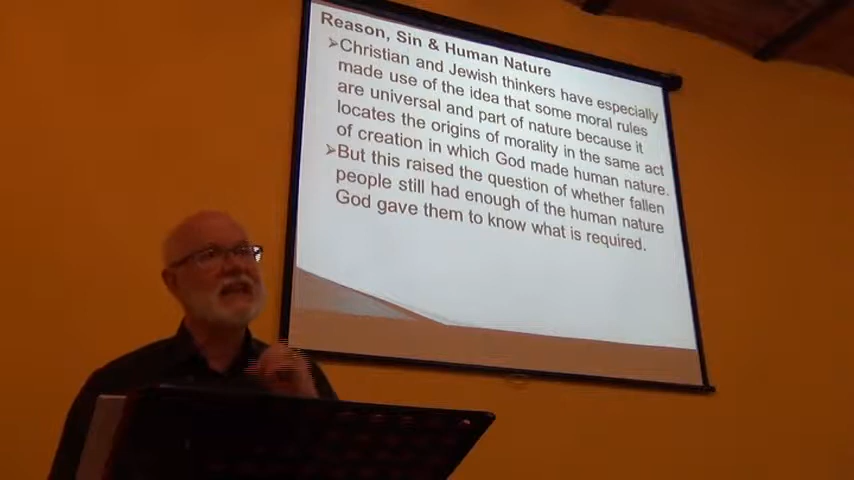 Reason, Sin & Human Nature
➢Christian and Jewish thinkers have especially
made use of the idea that some moral rules
are universal and part of nature because it
locates the origins of morality in the same act
of creation in which God made human nature.
➢But this raised the question of whether fallen
people still had enough of the human nature
God gave them to know what is required.